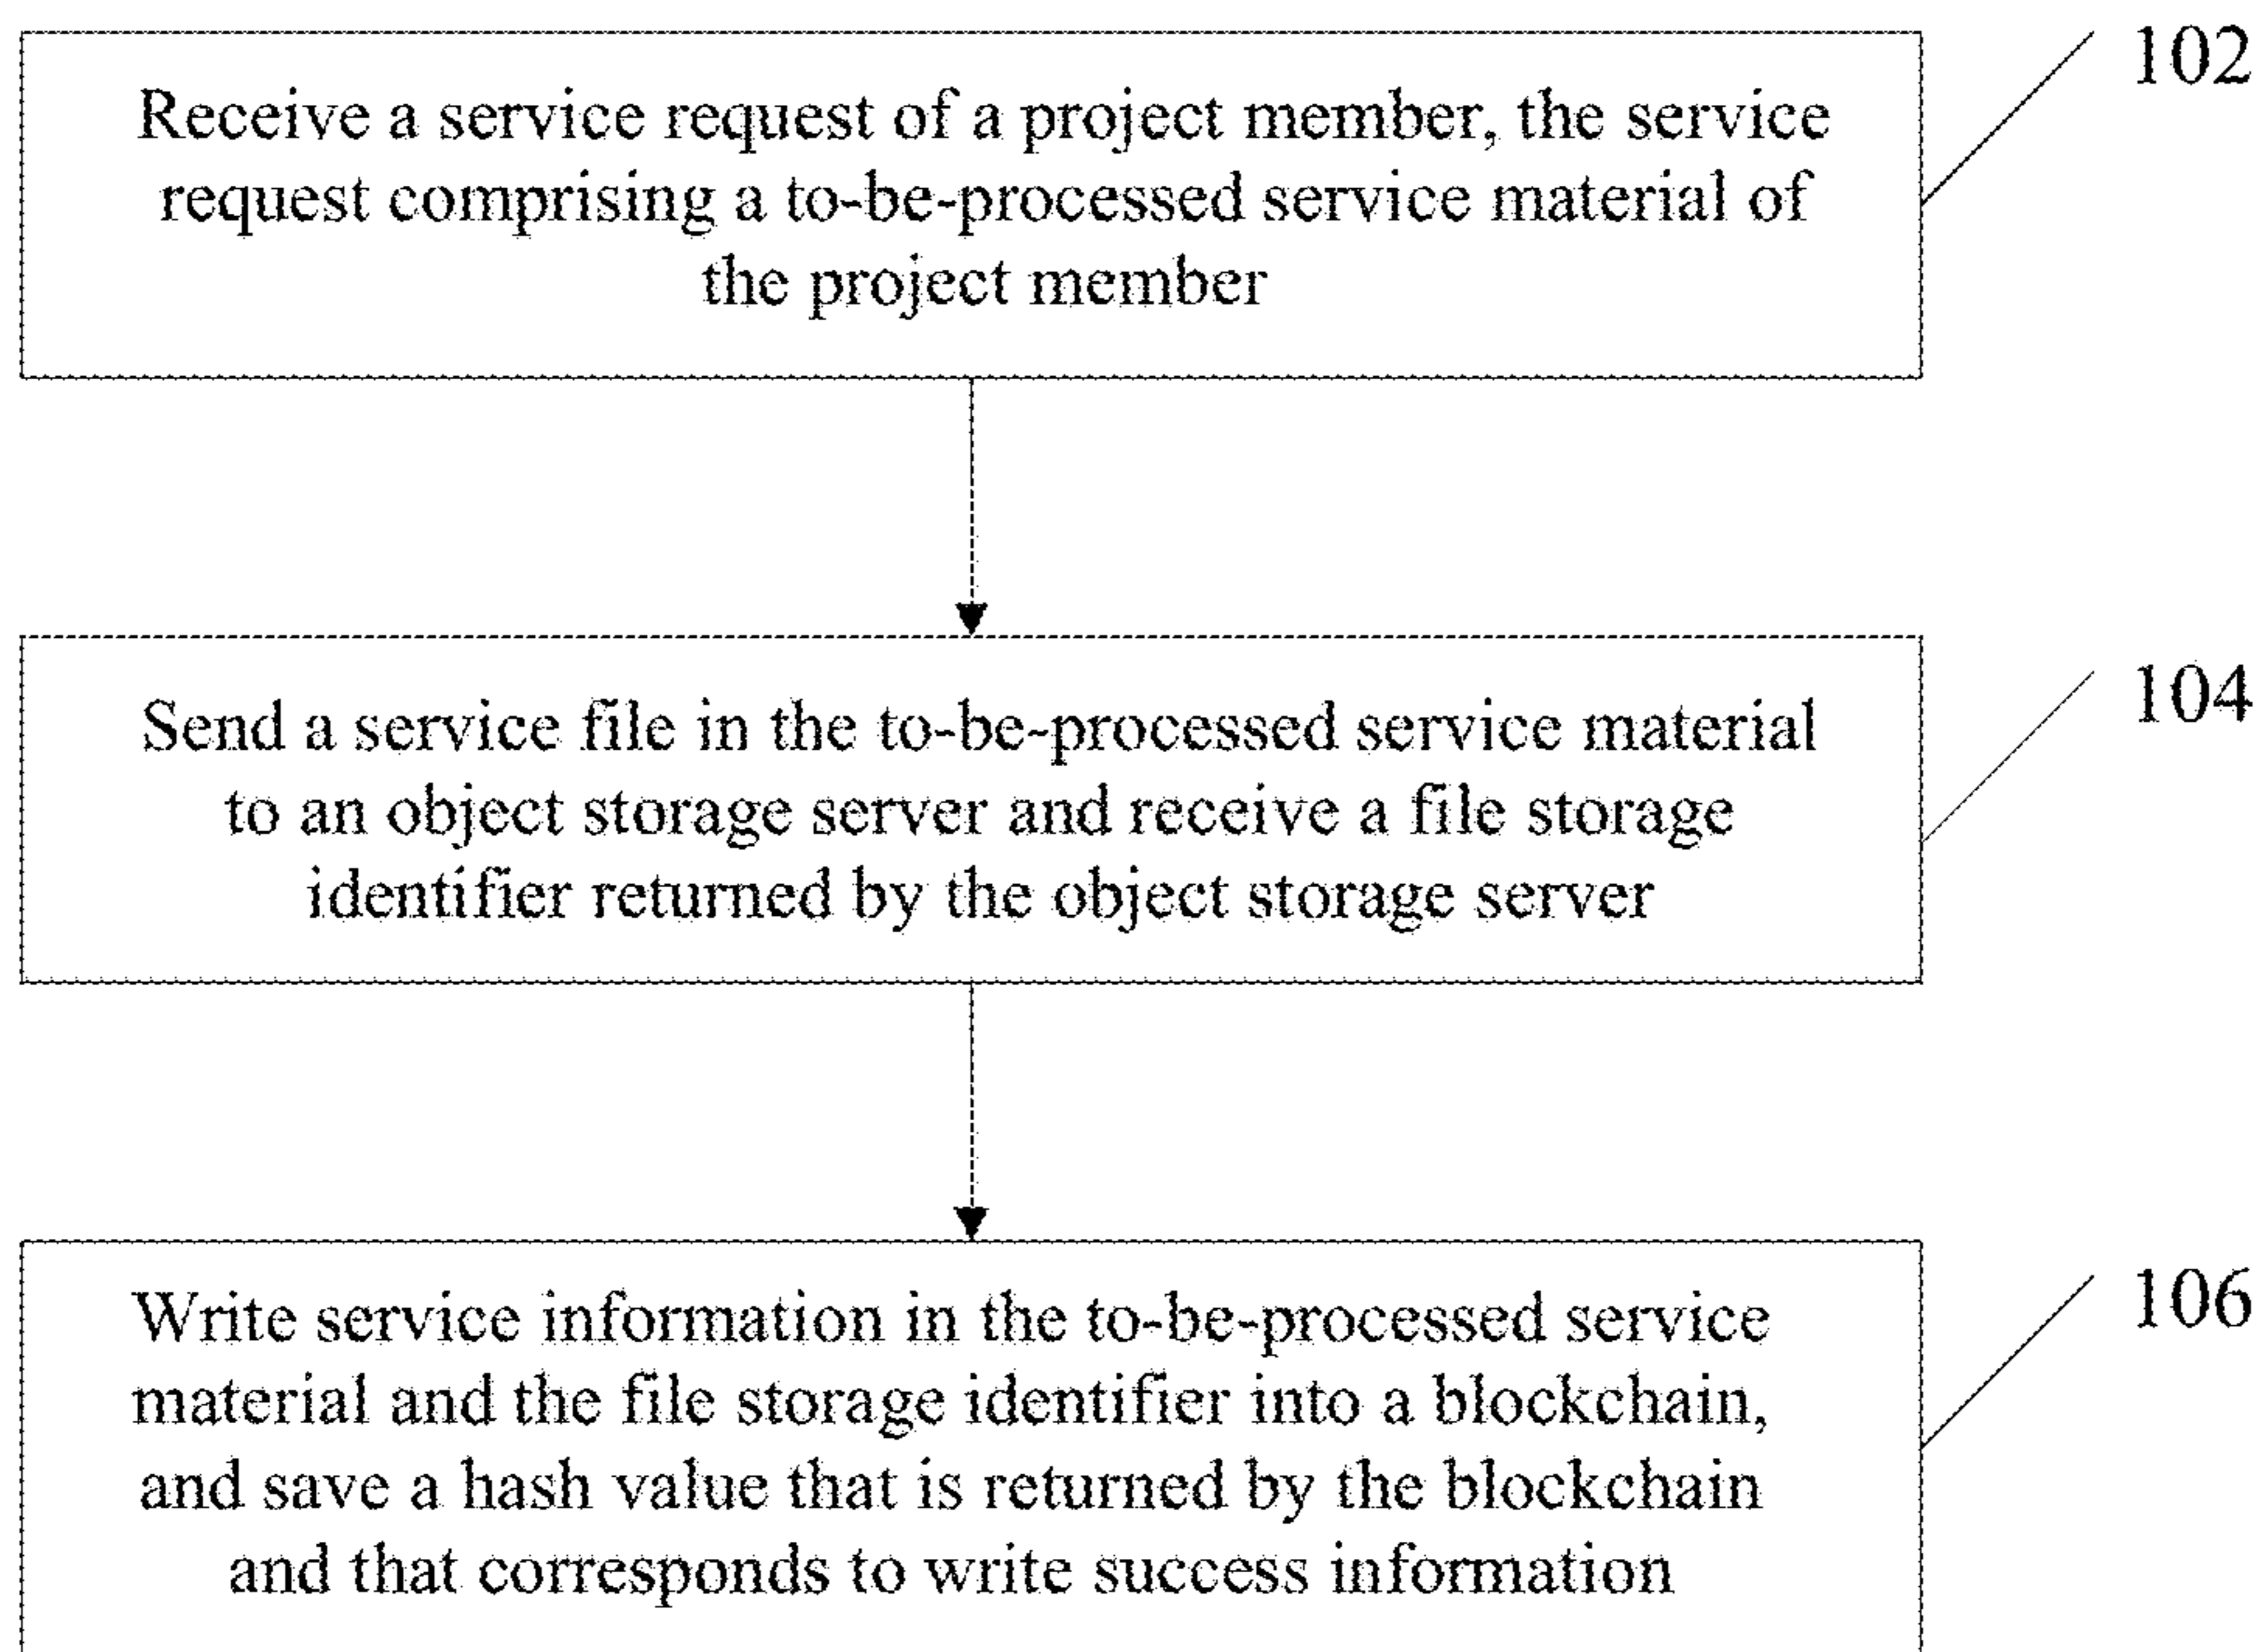 102
Receive a service request of a project member, the service
request comprising a to-be-processed service material of
the project member
104
Send a service file in the to-be-processed service material
to an object storage server and receive a file storage
identifier returned by the object storage server
106
Write service information in the to-be-processed service
material and the file storage identifier into a blockchain,
and save a hash value that is returned by the blockchain
and that corresponds to write success information